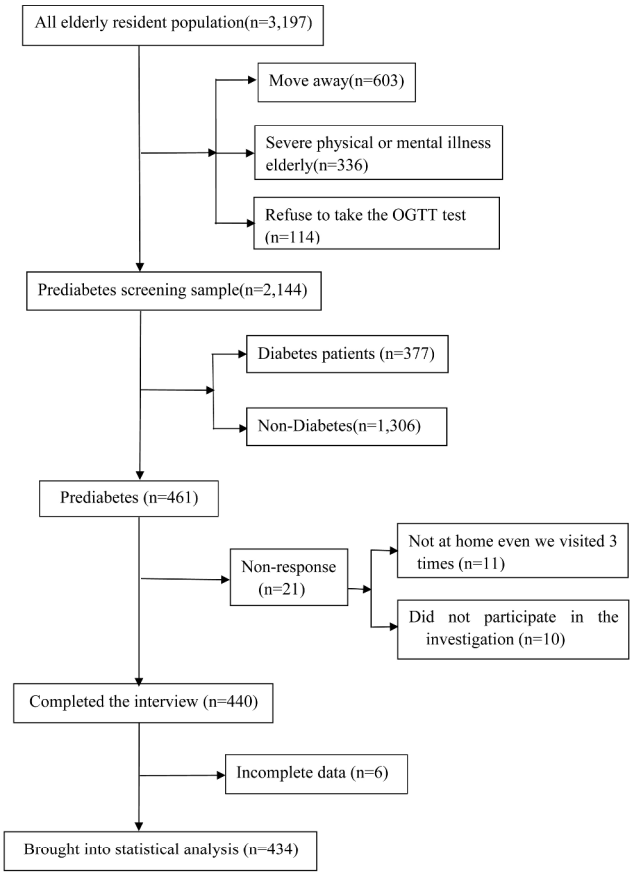 All elderly resident population(n=3,197)
Move away(n=603)
Severe physical or mental illness
elderly(n=336)
Refuse to take the OGTT test
(n=114)
Prediabetes screening sample(n=2,144)
Diabetes patients (n=377)
Non-Diabetes(n=1,306)
Prediabetes (n=461)
Non-response
(n=21)
Not at home even we visited 3
times (n=11)
Did not participate in the
investigation (n=10)
Completed the interview (n=440)
Incomplete data (n=6)
Brought into statistical analysis (n=434)